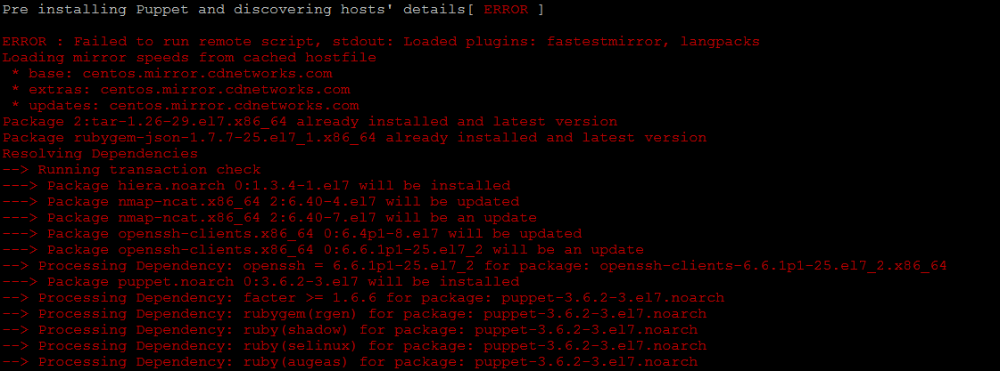 Pre installing Puppet and discovering hosts' details[ ERROR ]
ERROR : Failed to run remote script, stdout: Loaded plugins: fastestmirror, langpacks
Loading mirror speeds from cached hostfile
 * base: centos.mirror.cdnetworks.com
 * extras: centos.mirror.cdnetworks.com
 * updates: centos.mirror.cdnetworks.com
Package 2:tar-1.26-29.el7.x86_64 already installed and latest version
Package rubygem-json-1.7.7-25.el7_1.x86_64 already installed and latest version
Resolving Dependencies
--> Running transaction check
---> Package hiera.noarch 0:1.3.4-1.el7 will be installed
---> Package nmap-ncat.x86_64 2:6.40-4.el7 will be updated
---> Package nmap-ncat.x86_64 2:6.40-7.el7 will be an update
---> Package openssh-clients.x86_64 0:6.4p1-8.el7 will be updated
---> Package openssh-clients.x86_64 0:6.6.1p1-25.el7_2 will be an update
--> Processing Dependency: openssh = 6.6.1p1-25.el7_2 for package: openssh-clients-6.6.1p1-25.el7_2.x86_64
---> Package puppet.noarch 0:3.6.2-3.el7 will be installed
--> Processing Dependency: facter >= 1.6.6 for package: puppet-3.6.2-3.el7.noarch
--> Processing Dependency: rubygem(rgen) for package: puppet-3.6.2-3.el7.noarch
--> Processing Dependency: ruby(shadow) for package: puppet-3.6.2-3.el7.noarch
--> Processing Dependency: ruby(selinux) for package: puppet-3.6.2-3.el7.noarch
--> Processing Dependency: ruby(augeas) for package: puppet-3.6.2-3.el7.noarch